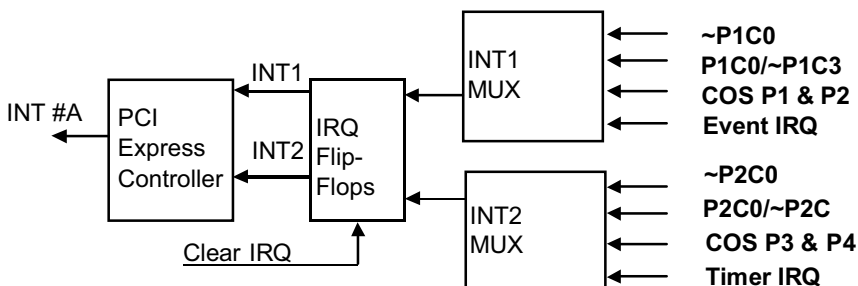 ~P1C0
INT1
P1C0/~P1C3
INT1
MUX
COS P1 & P2
INT #A
PCI
Express
Controller
IRQ
Flip-
Flops
Event IRQ
INT2
~P2C0
P2C0/~P2C
INT2
MUX
COS P3 & P4
Clear IRQ
Timer IRQ